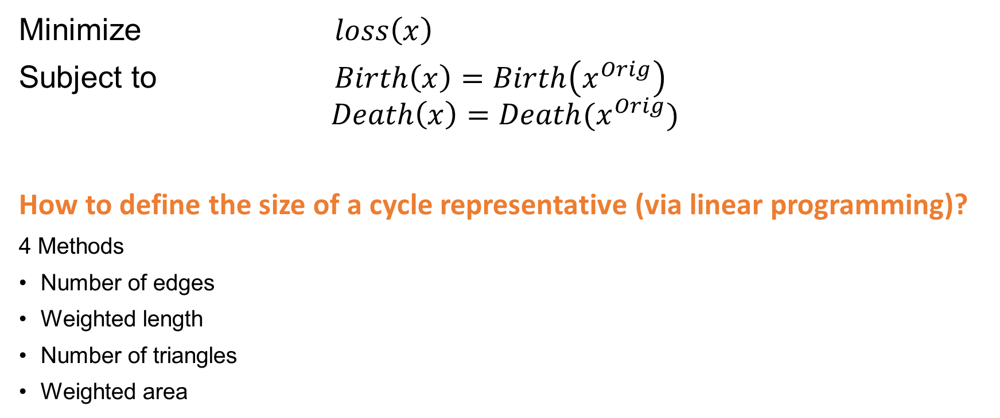 Minimize loss(x)
Subject to Birth(x) = Birth(x^Orig)
Death(x) = Death(x^Orig)
How to define the size of a cycle representative (via linear programming)?
4 Methods
• Number of edges
• Weighted length
• Number of triangles
• Weighted area